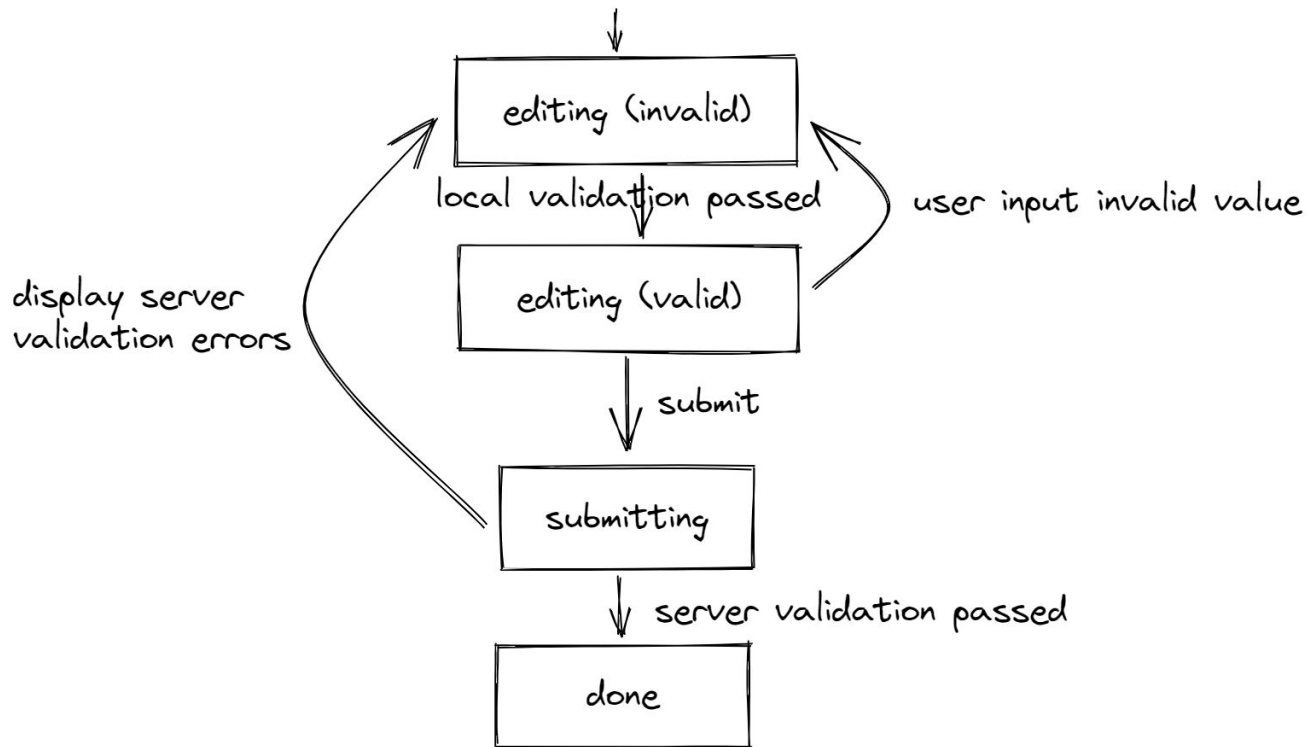 editing (invalid)
local validation passed
user input invalid value
editing (valid)
display server
validation errors
submit
submitting
server validation passed
done